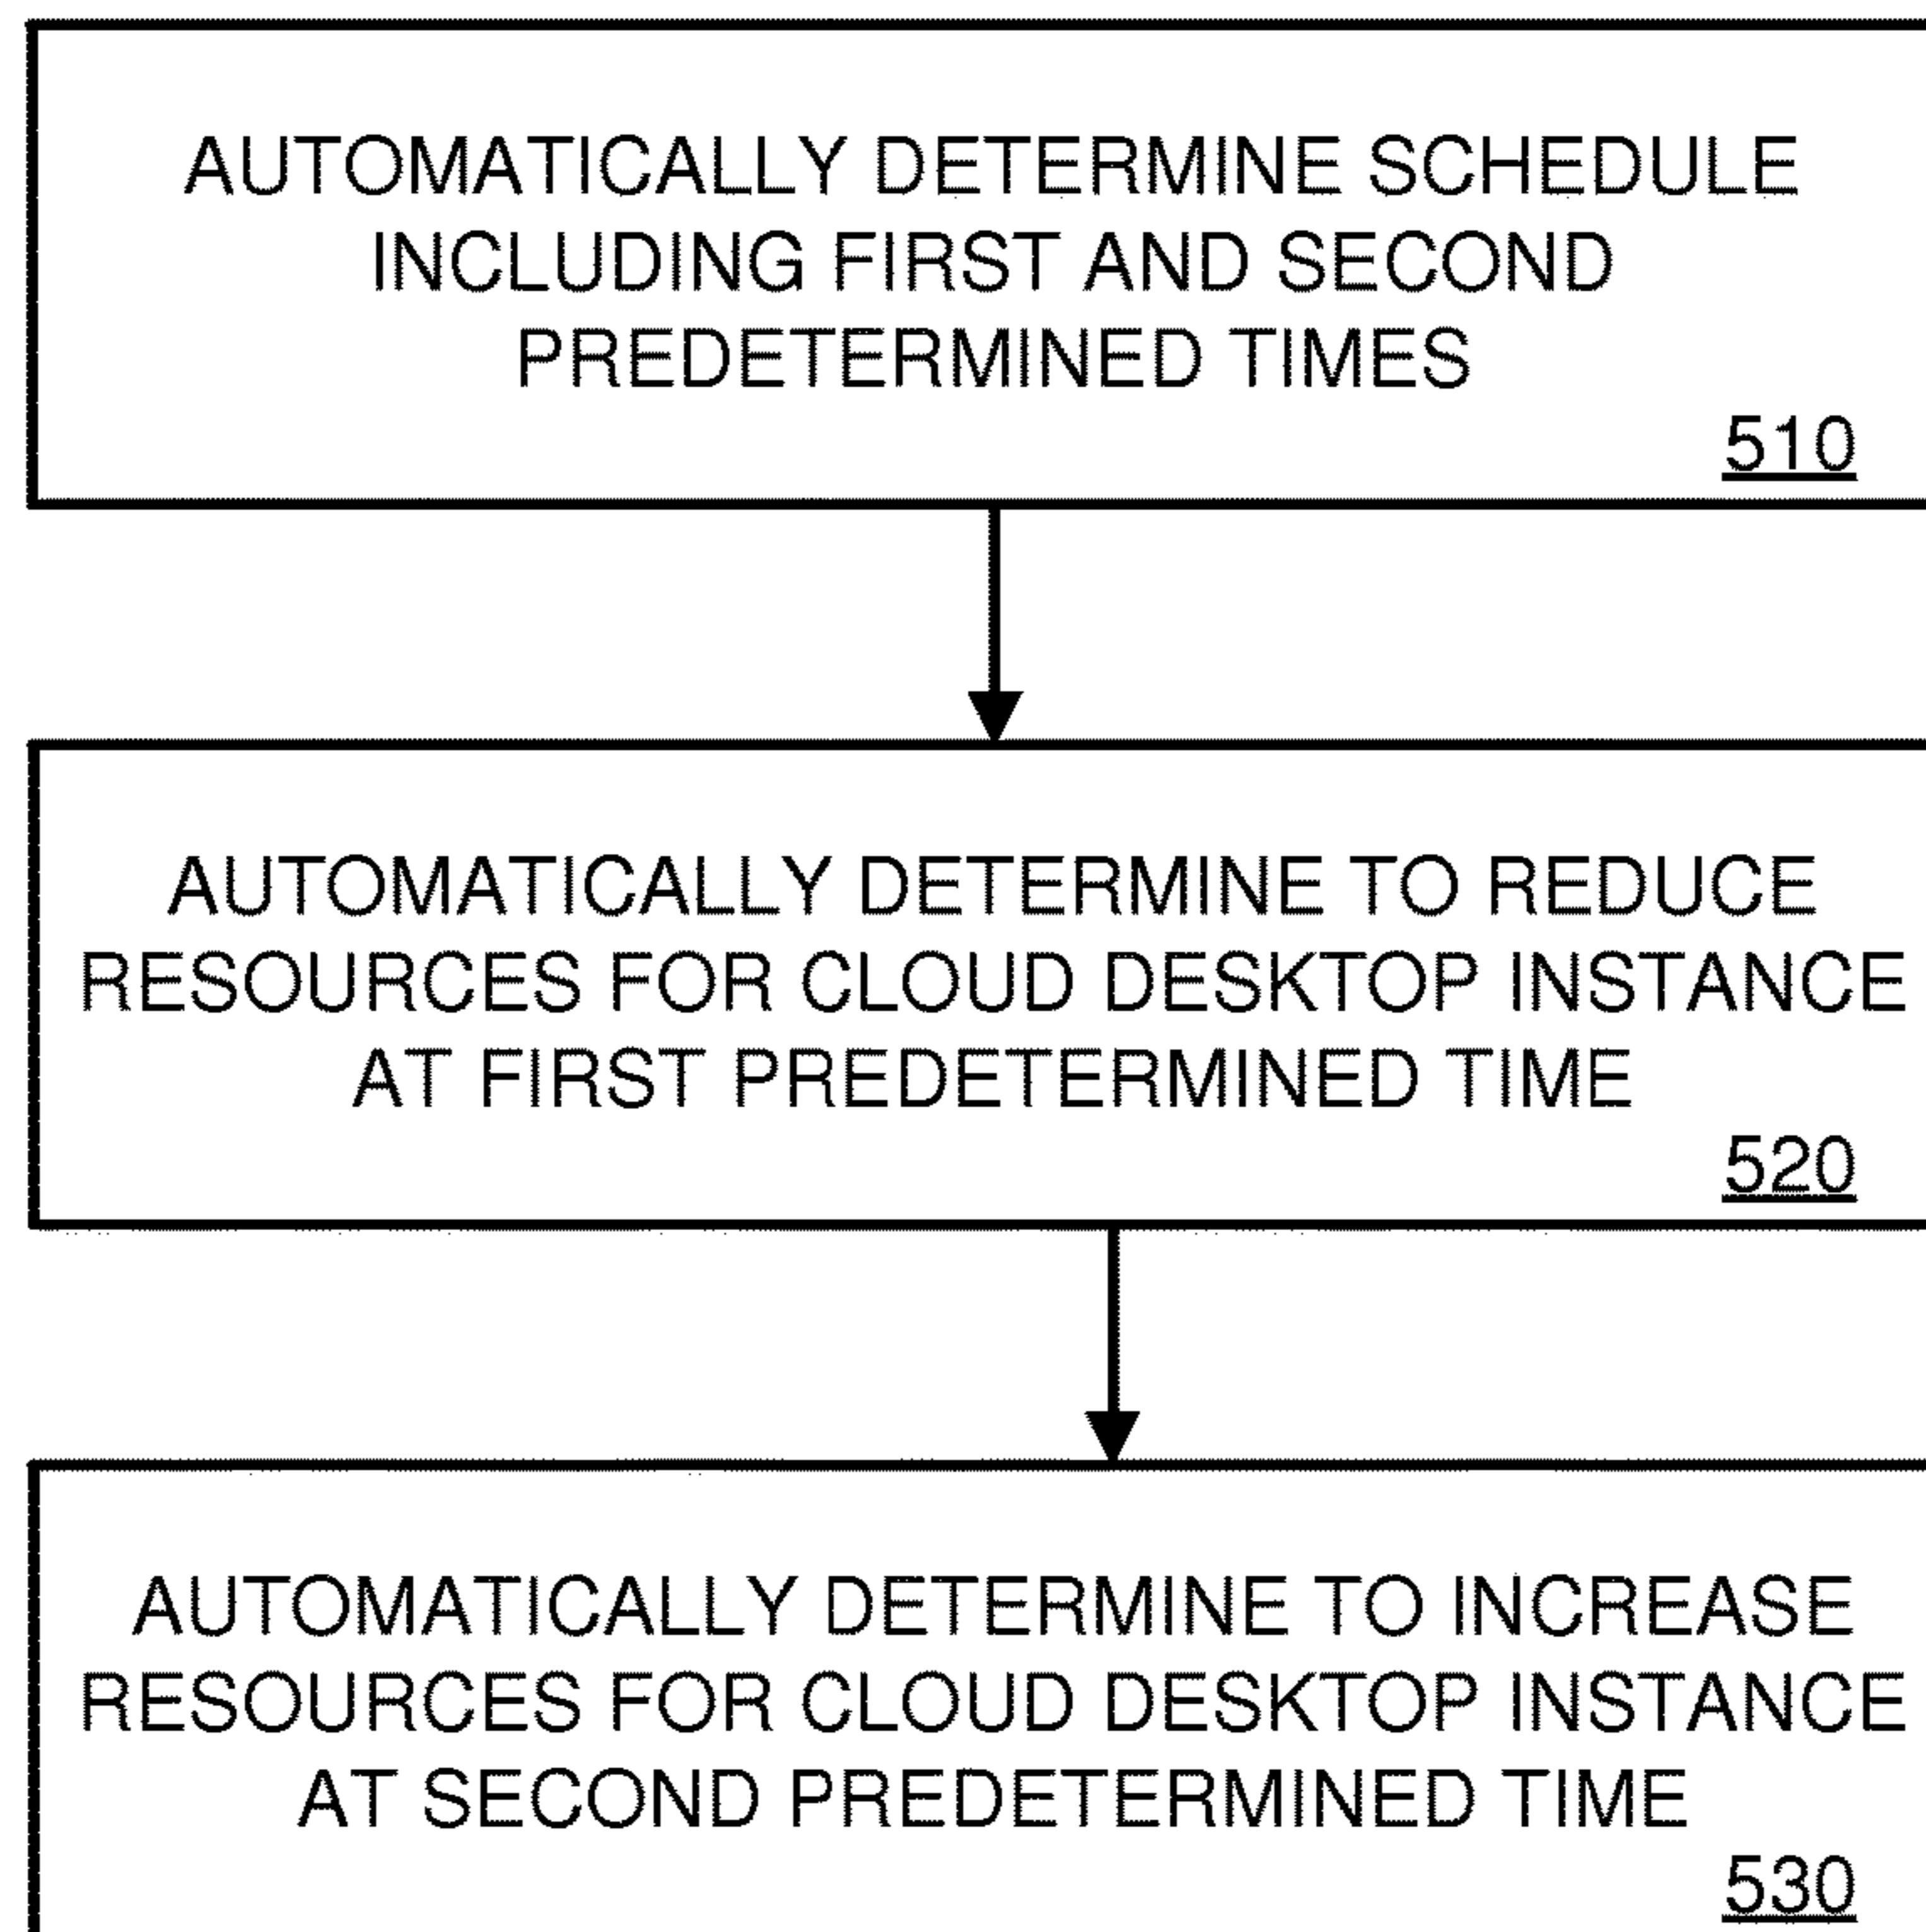 AUTOMATICALLY DETERMINE SCHEDULE
INCLUDING FIRST AND SECOND
PREDETERMINED TIMES
510
AUTOMATICALLY DETERMINE TO REDUCE
RESOURCES FOR CLOUD DESKTOP INSTANCE
AT FIRST PREDETERMINED TIME
520
AUTOMATICALLY DETERMINE TO INCREASE
RESOURCES FOR CLOUD DESKTOP INSTANCE
AT SECOND PREDETERMINED TIME
530